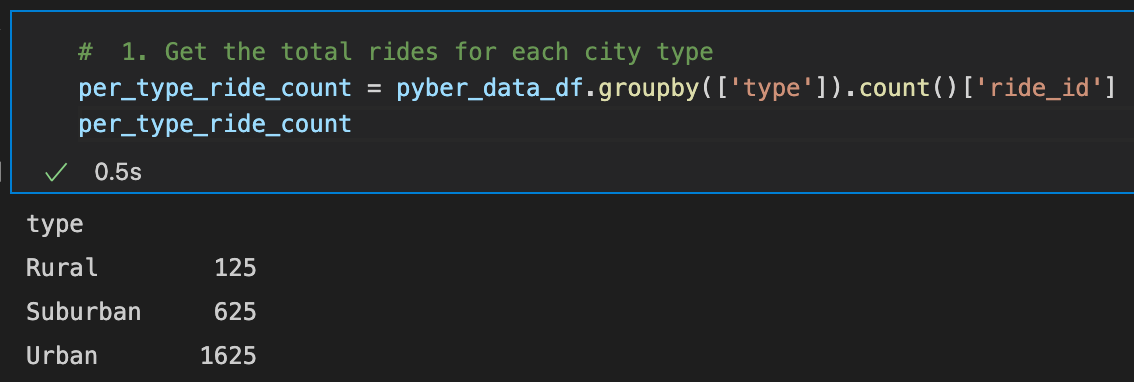 #  1. Get the total rides for each city type
per_type_ride_count = pyber_data_df.groupby(['type']).count()['ride_id']
per_type_ride_count
✓ 0.5s
type
Rural 125
Suburban 625
Urban 1625